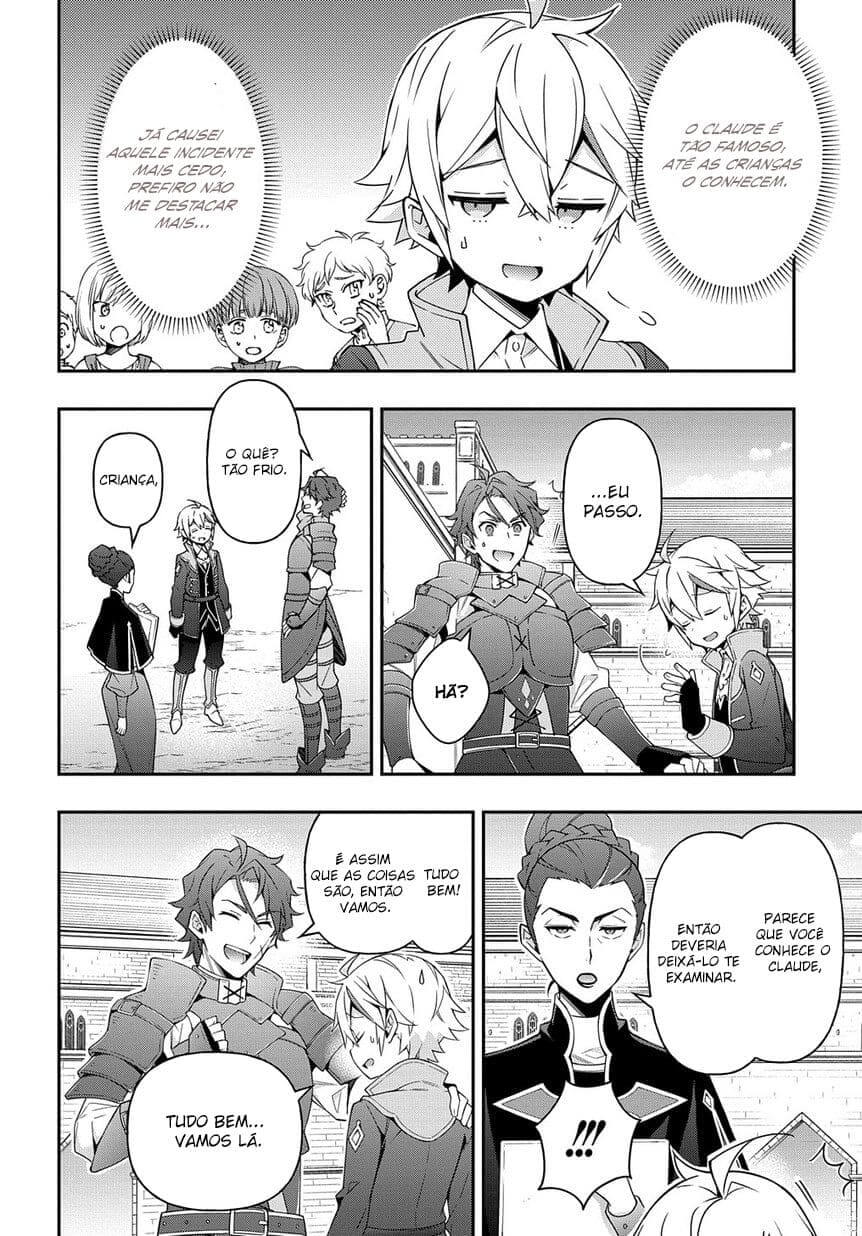 O CLAUDE É
TÃO FAMOSO;
ATÉ AS CRIANÇAS
O CONHECEM.
JÁ CAUSEI
AQUELE INCIDENTE
MAIS CEDO;
PREFIRO NÃO
ME DESTACAR
MAIS...
...EU
PASSO.
HÃ?
O QUÊ?
TÃO FRIO.
CRIANÇA,
PARECE
QUE VOCÊ
CONHECE O
CLAUDE,
ENTÃO
DEVERIA
DEIXÁ-LO TE
EXAMINAR.
!!!
TUDO
BEM!
É ASSIM
QUE AS COISAS
SÃO, ENTÃO
VAMOS.
TUDO BEM...
VAMOS LÁ.